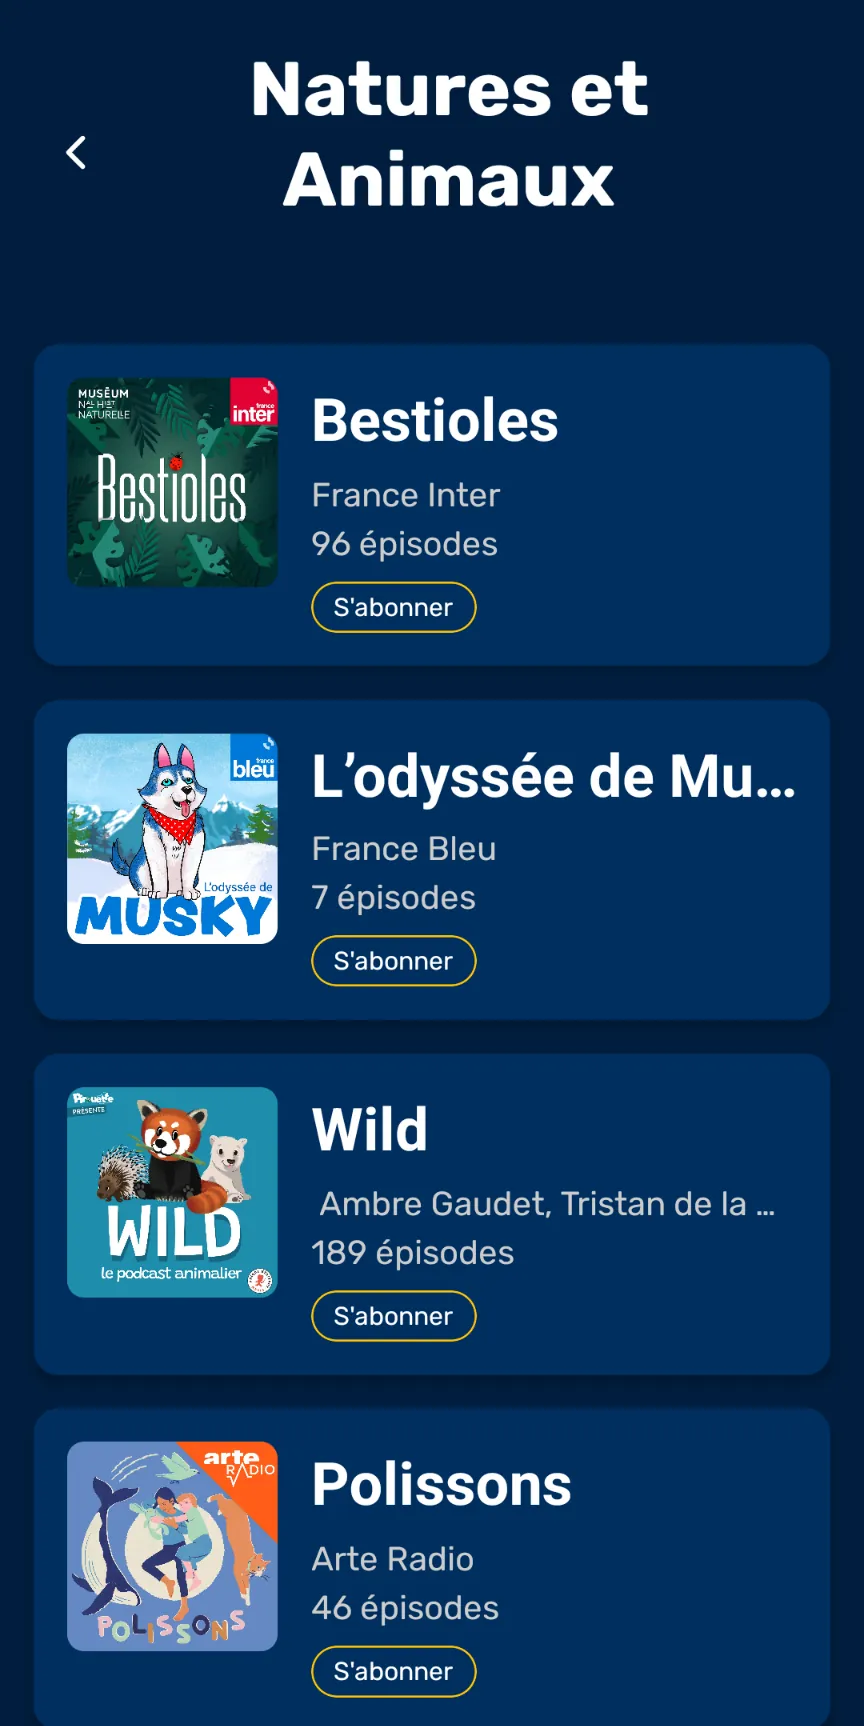 Natures et
Animaux
MUSÉUM
NAL HIST
NATURELLE
france
inter
Bestioles
Bestioles
France Inter
96 épisodes
S'abonner
france
bleu
L'odyssée de
MUSKY
L’odyssée de Mu...
France Bleu
7 épisodes
S'abonner
PRÉSENTE
WILD
le podcast animalier
Wild
Ambre Gaudet, Tristan de la ...
189 épisodes
S'abonner
arte
RADIO
POLISSONS
Polissons
Arte Radio
46 épisodes
S'abonner